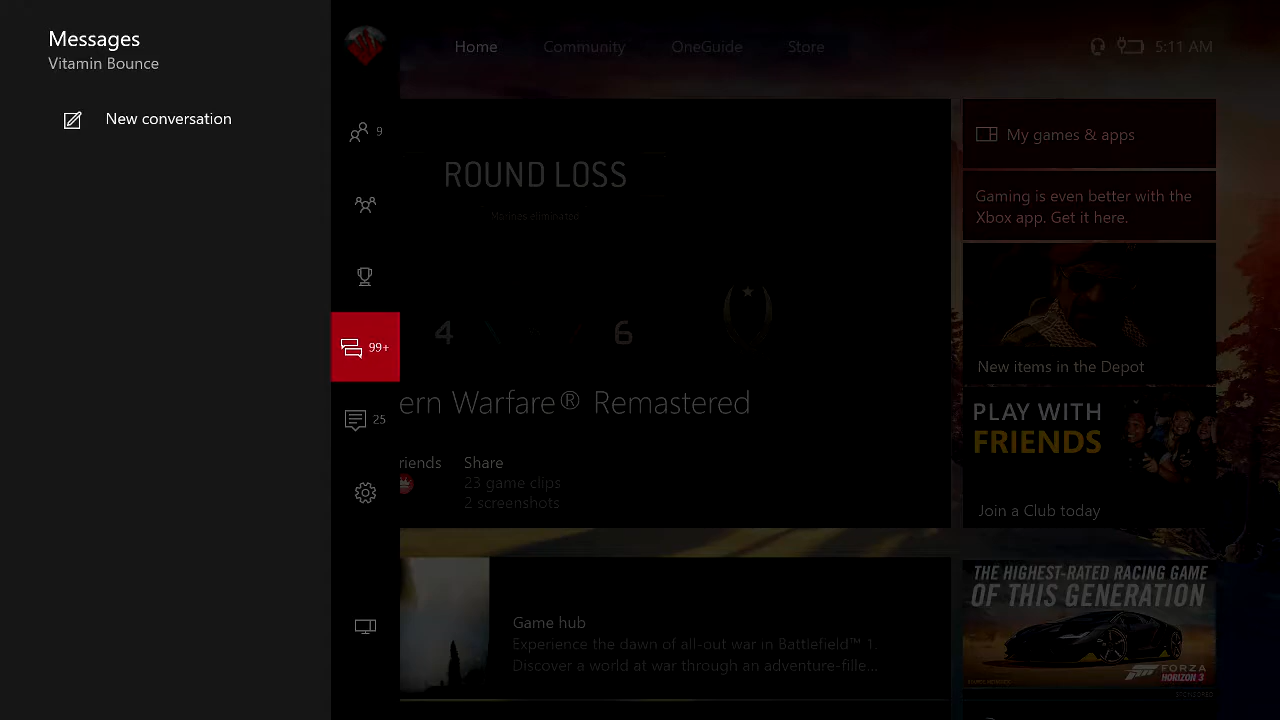 Messages
Vitamin Bounce
New conversation
9
99+
25
Home
Community
OneGuide
Store
5:11 AM
ROUND LOSS
Marines eliminated
4
6
ern Warfare® Remastered
riends
Share
23 game clips
2 screenshots
Game hub
Experience the dawn of all-out war in Battlefield™ 1.
Discover a world at war through an adventure-fille...
My games & apps
Gaming is even better with the
Xbox app. Get it here.
New items in the Depot
PLAY WITH
FRIENDS
Join a Club today
THE HIGHEST-RATED RACING GAME
OF THIS GENERATION
FORZA
HORIZON 3
SPONSORED